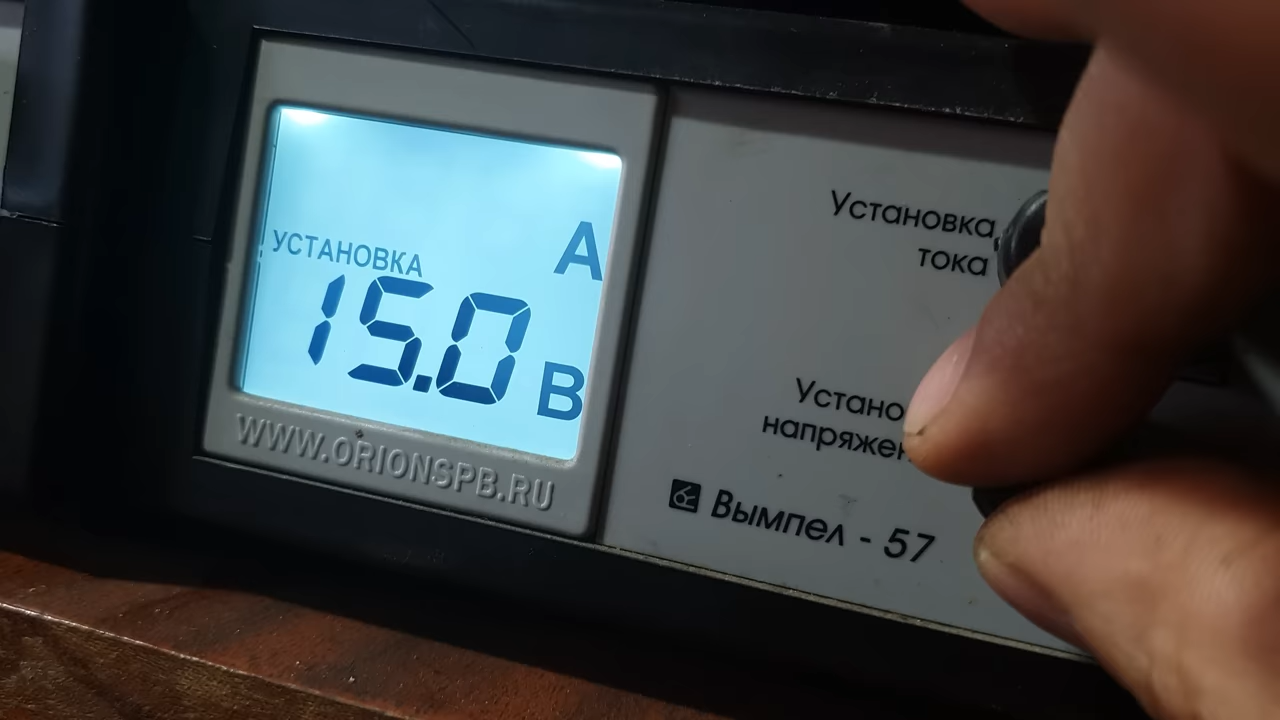 А
УСТАНОВКА
15.0
В
WWW.ORIONSPB.RU
Установка
тока
Вымпел - 57